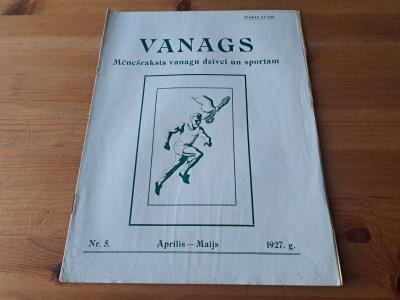 VANAGS
Mēnešraksts vanagu dzīvei un sportam
Nr. 5. Aprilis—Maijs 1927. g.